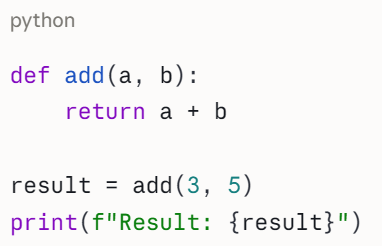 python
def add(a, b):
    return a + b
result = add(3, 5)
print(f"Result: {result}")